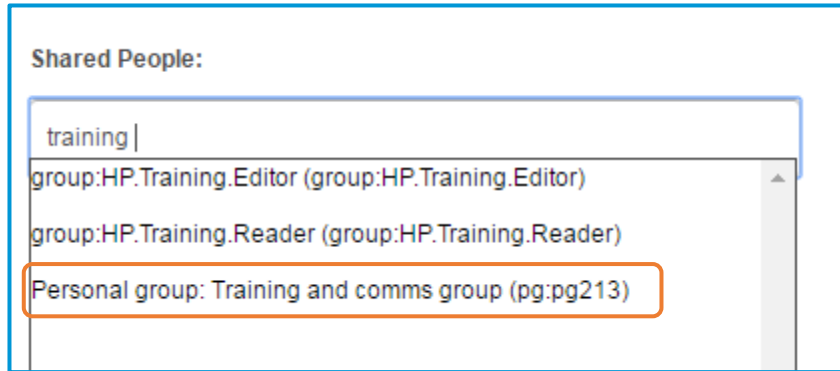 Shared People:
training
group:HP.Training.Editor (group:HP.Training.Editor)
group:HP.Training.Reader (group:HP.Training.Reader)
Personal group: Training and comms group (pg:pg213)